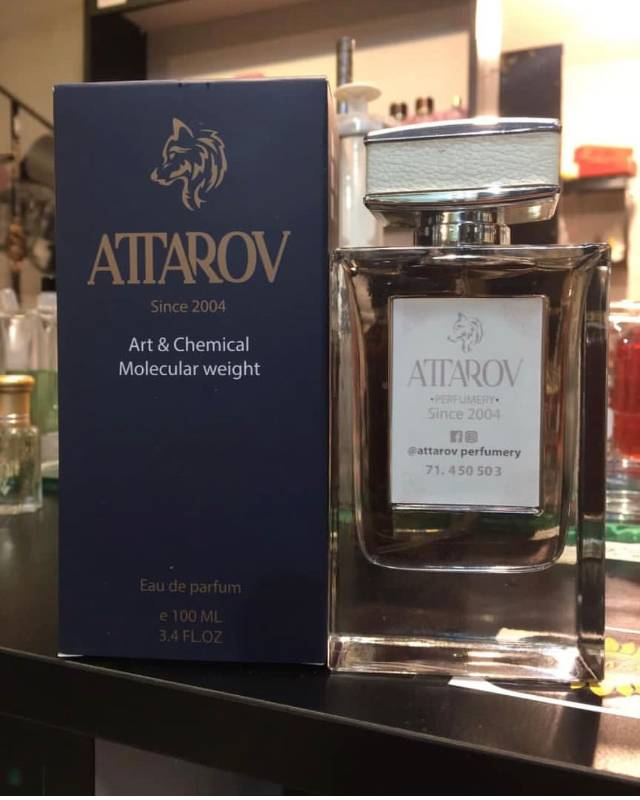 ATTAROV
Since 2004
Art & Chemical
Molecular weight
Eau de parfum
e 100 ML
3.4 FL.OZ
ATTAROV
•PERFUMERY•
Since 2004
@attarov perfumery
71. 450 503